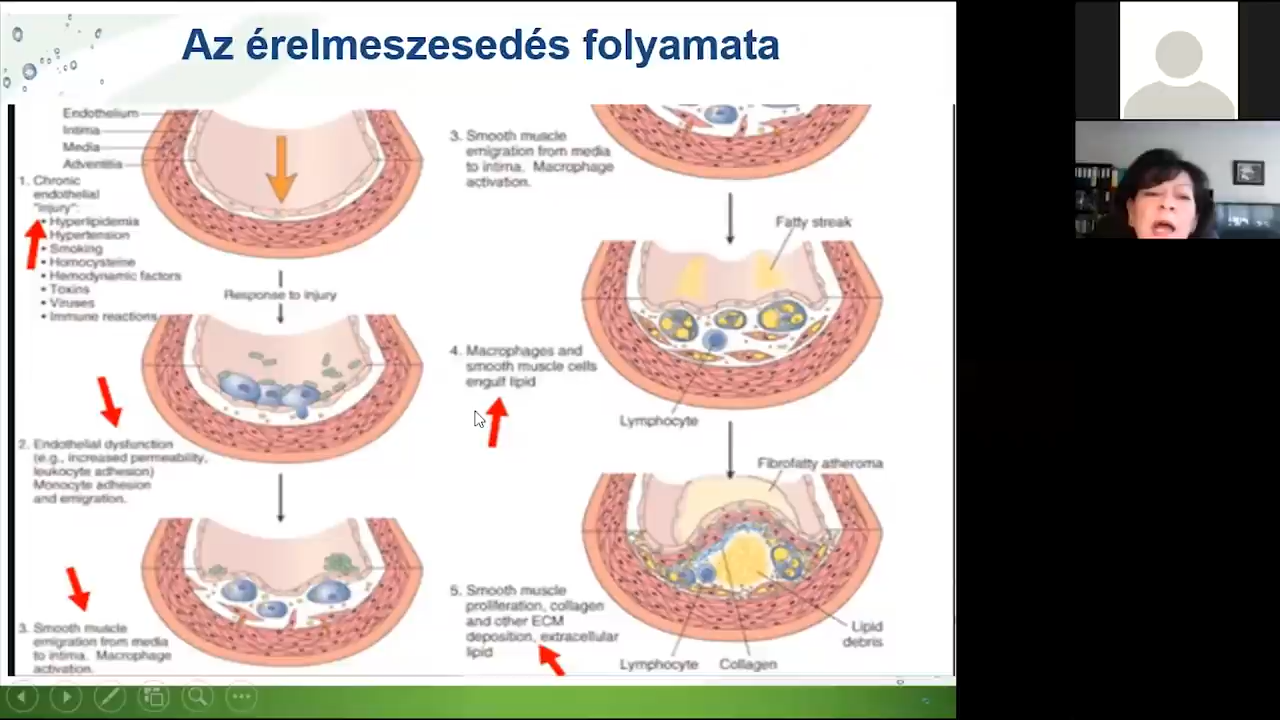 Az érelmeszesedés folyamata
Endothelium
Intima
Media
Adventitia
1. Chronic
endothelial
"injury":
• Hyperlipidemia
Hypertension
• Smoking
• Homocysteine
• Hemodynamic factors
• Toxins
• Viruses
• Immune reactions
Response to injury
2. Endothelial dysfunction
(e.g., increased permeability,
leukocyte adhesion)
Monocyte adhesion
and emigration.
3. Smooth muscle
emigration from media
to intima. Macrophage
activation.
3. Smooth muscle
emigration from media
to intima. Macrophage
activation.
Fatty streak
4. Macrophages and
smooth muscle cells
engulf lipid
Lymphocyte
Fibrofatty atheroma
5. Smooth muscle
proliferation, collagen
and other ECM
deposition, extracellular
lipid
Lipid
debris
Lymphocyte
Collagen